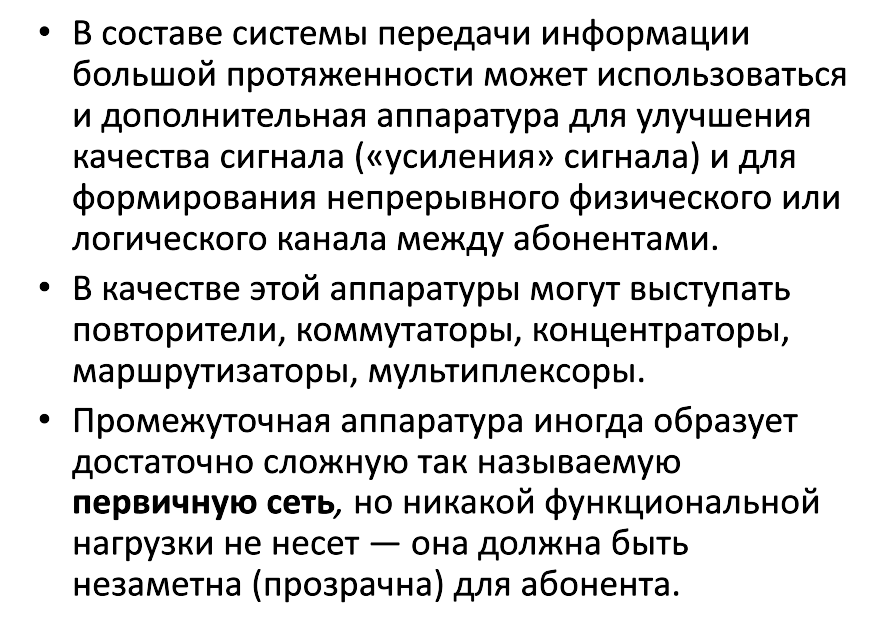 • В составе системы передачи информации
большой протяженности может использоваться
и дополнительная аппаратура для улучшения
качества сигнала («усиления» сигнала) и для
формирования непрерывного физического или
логического канала между абонентами.
• В качестве этой аппаратуры могут выступать
повторители, коммутаторы, концентраторы,
маршрутизаторы, мультиплексоры.
• Промежуточная аппаратура иногда образует
достаточно сложную так называемую
первичную сеть, но никакой функциональной
нагрузки не несет — она должна быть
незаметна (прозрачна) для абонента.